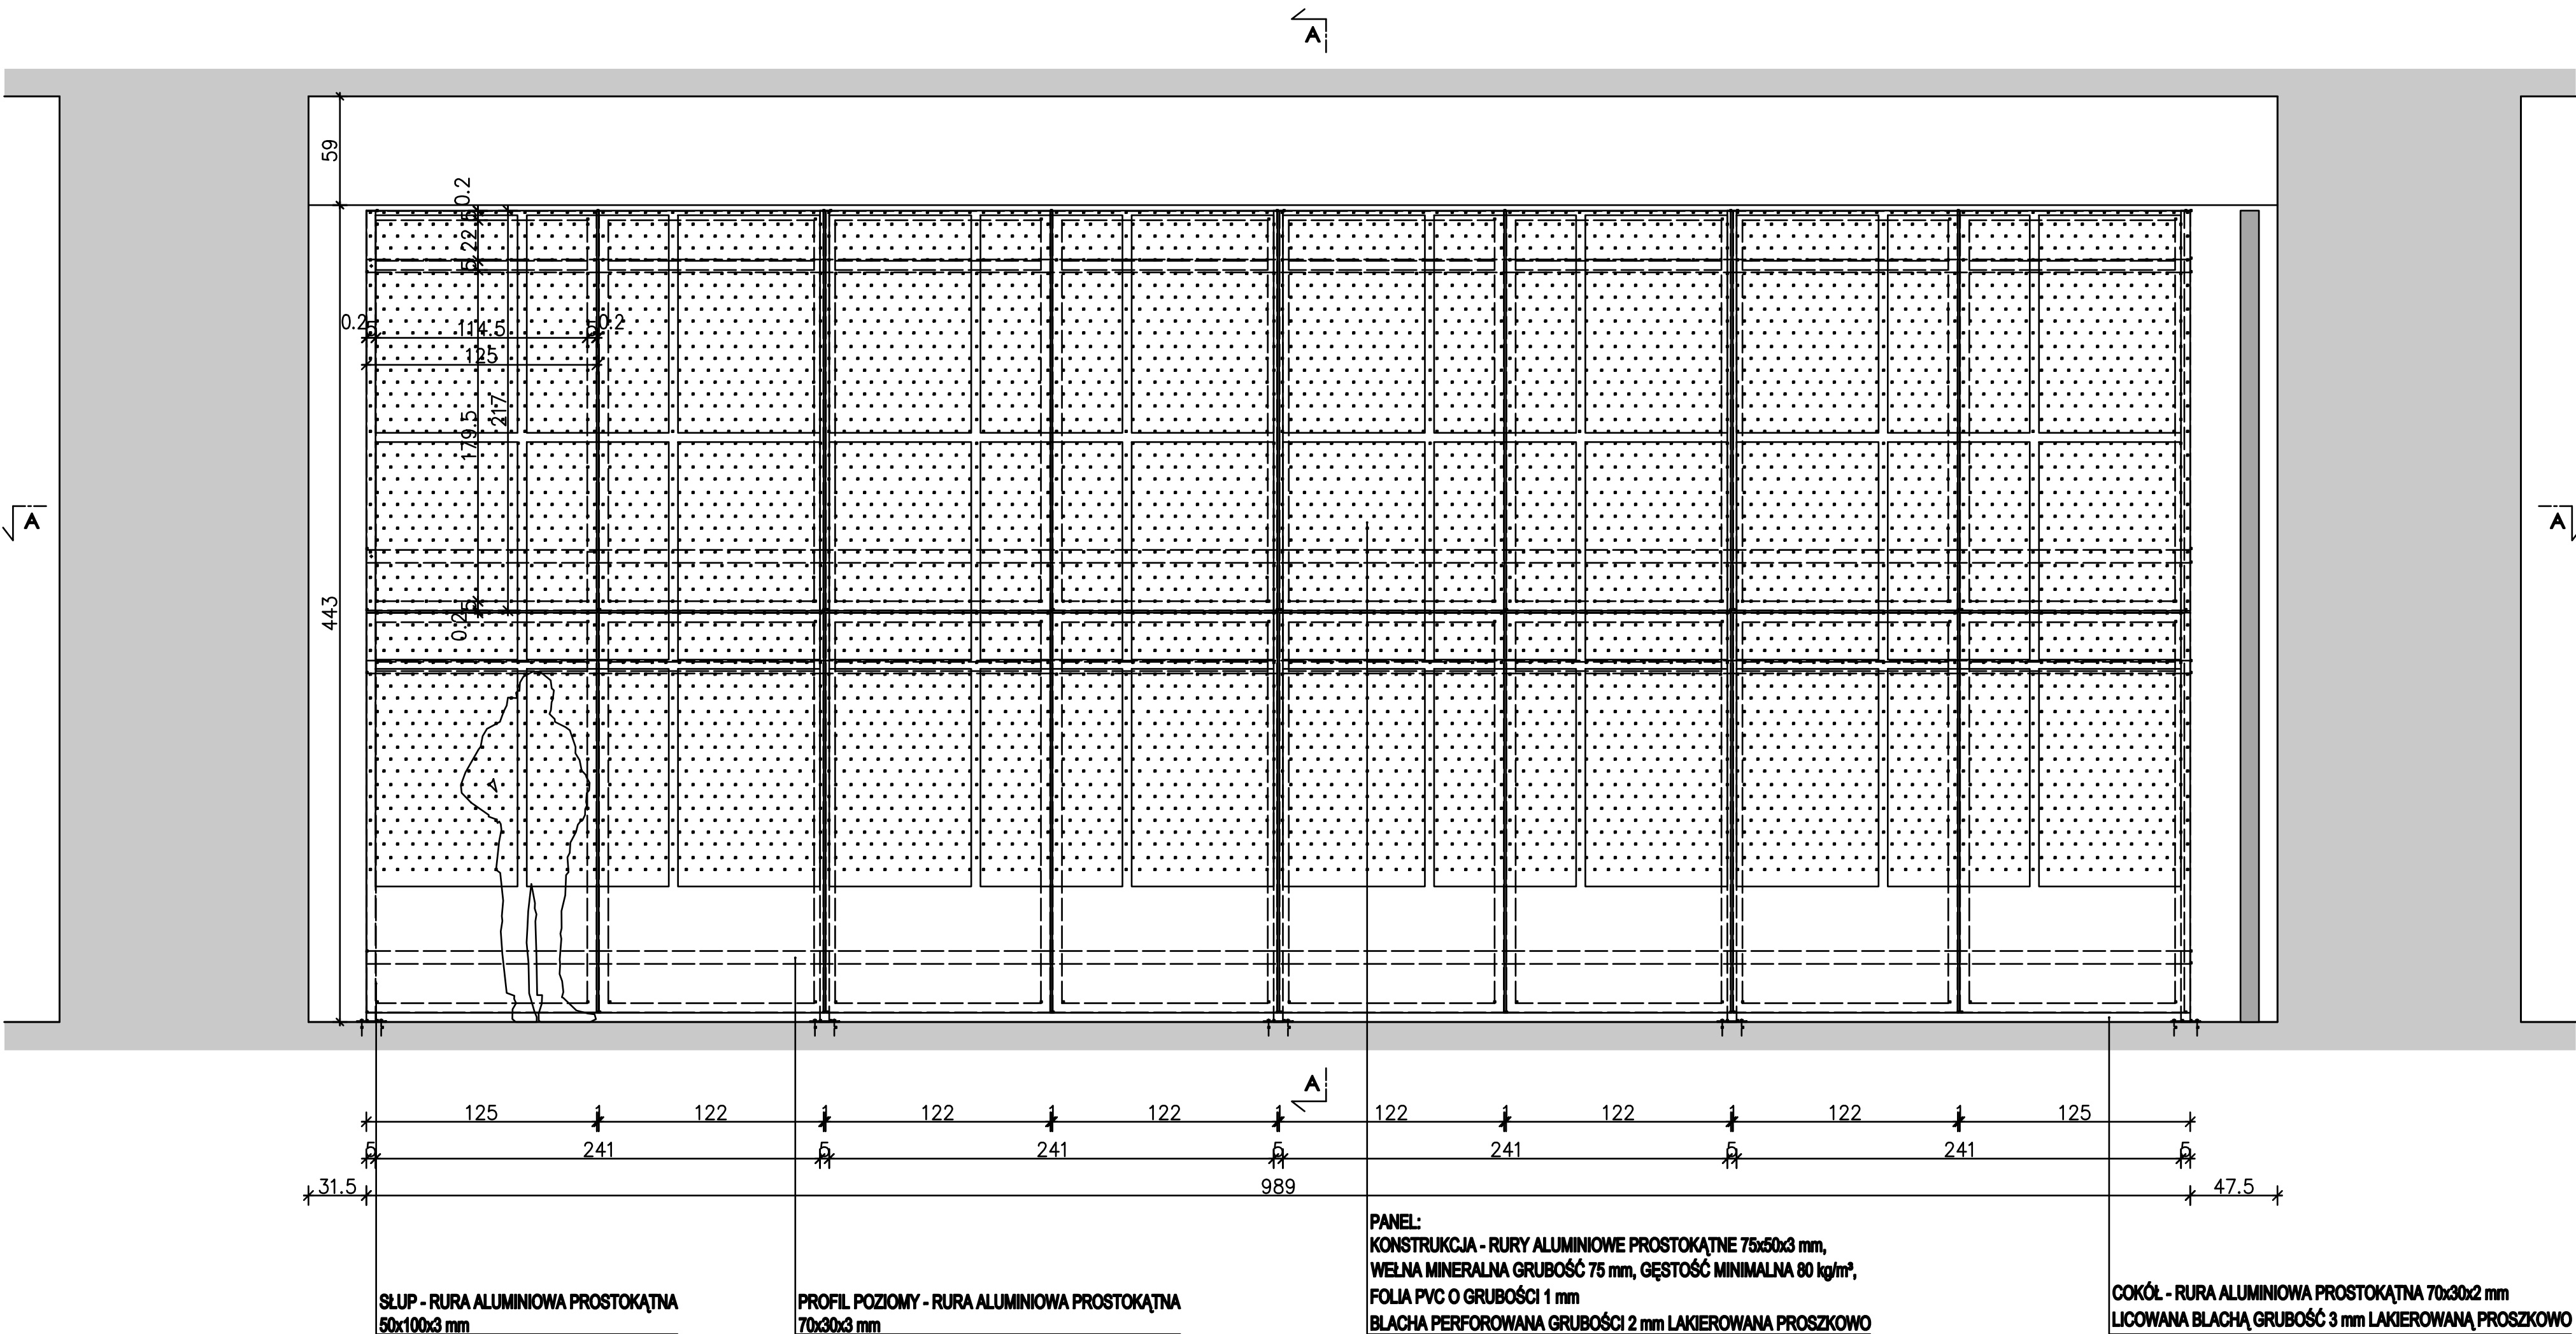 A
59
0.2
5
22
5
0.2
5
114.5
5
0.2
125
179.5
217
A
A
443
5
0.2
A
125
1
122
1
122
1
122
1
122
1
122
1
122
1
125
5
241
5
241
5
241
5
241
5
31.5
989
47.5
PANEL:
KONSTRUKCJA - RURY ALUMINIOWE PROSTOKĄTNE 75x50x3 mm,
WEŁNA MINERALNA GRUBOŚĆ 75 mm, GĘSTOŚĆ MINIMALNA 80 kg/m³,
FOLIA PVC O GRUBOŚCI 1 mm
BLACHA PERFOROWANA GRUBOŚCI 2 mm LAKIEROWANA PROSZKOWO
SŁUP - RURA ALUMINIOWA PROSTOKĄTNA
50x100x3 mm
PROFIL POZIOMY - RURA ALUMINIOWA PROSTOKĄTNA
70x30x3 mm
COKÓŁ - RURA ALUMINIOWA PROSTOKĄTNA 70x30x2 mm
LICOWANA BLACHĄ GRUBOŚĆ 3 mm LAKIEROWANĄ PROSZKOWO